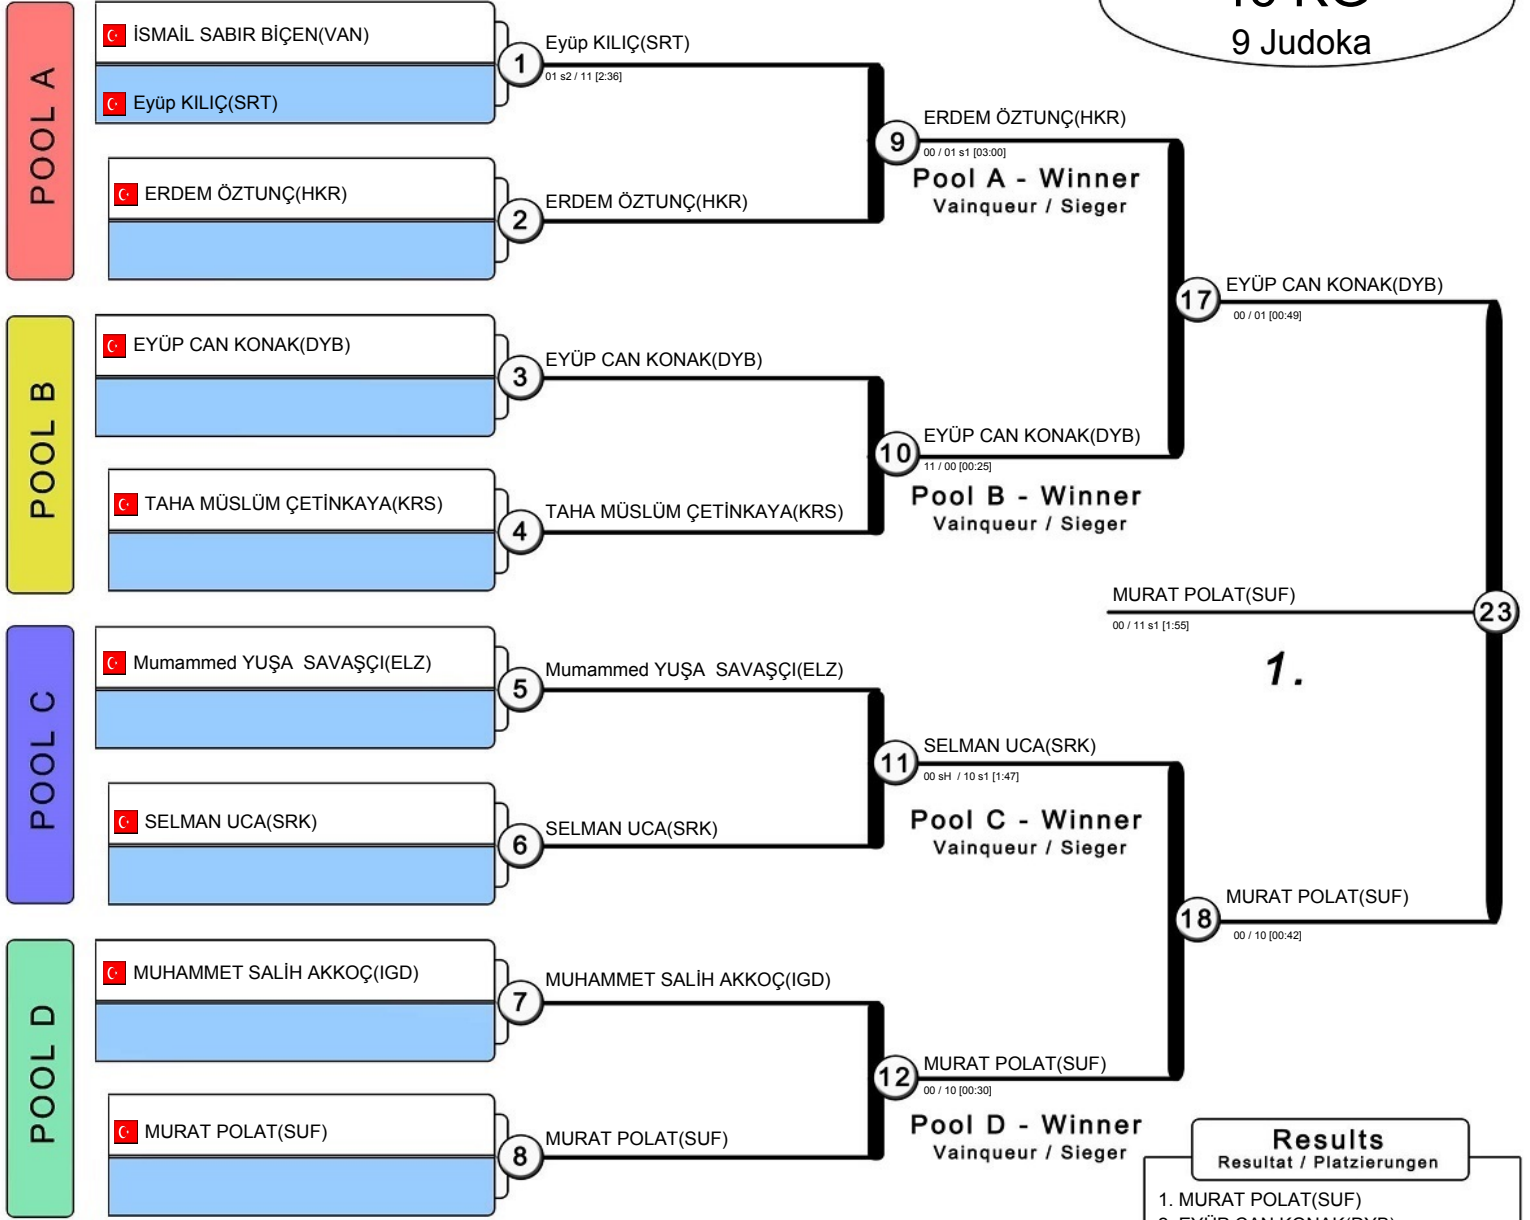 9 Judoka
POOL A
İSMAİL SABIR BİÇEN(VAN)
Eyüp KILIÇ(SRT)
1
Eyüp KILIÇ(SRT)
01 s2 / 11 [2:36]
ERDEM ÖZTUNÇ(HKR)
2
ERDEM ÖZTUNÇ(HKR)
9
ERDEM ÖZTUNÇ(HKR)
00 / 01 s1 [03:00]
Pool A - Winner
Vainqueur / Sieger
POOL B
EYÜP CAN KONAK(DYB)
3
EYÜP CAN KONAK(DYB)
TAHA MÜSLÜM ÇETİNKAYA(KRS)
4
TAHA MÜSLÜM ÇETİNKAYA(KRS)
10
EYÜP CAN KONAK(DYB)
11 / 00 [00:25]
Pool B - Winner
Vainqueur / Sieger
17
EYÜP CAN KONAK(DYB)
00 / 01 [00:49]
MURAT POLAT(SUF)
23
00 / 11 s1 [1:55]
1.
POOL C
Mumammed YUŞA  SAVAŞÇI(ELZ)
5
Mumammed YUŞA  SAVAŞÇI(ELZ)
SELMAN UCA(SRK)
6
SELMAN UCA(SRK)
11
SELMAN UCA(SRK)
00 sH  / 10 s1 [1:47]
Pool C - Winner
Vainqueur / Sieger
18
MURAT POLAT(SUF)
00 / 10 [00:42]
POOL D
MUHAMMET SALİH AKKOÇ(IGD)
7
MUHAMMET SALİH AKKOÇ(IGD)
MURAT POLAT(SUF)
8
MURAT POLAT(SUF)
12
MURAT POLAT(SUF)
00 / 10 [00:30]
Pool D - Winner
Vainqueur / Sieger
Results
Resultat / Platzierungen
1. MURAT POLAT(SUF)
EYÜP CAN KONAK(DYB)